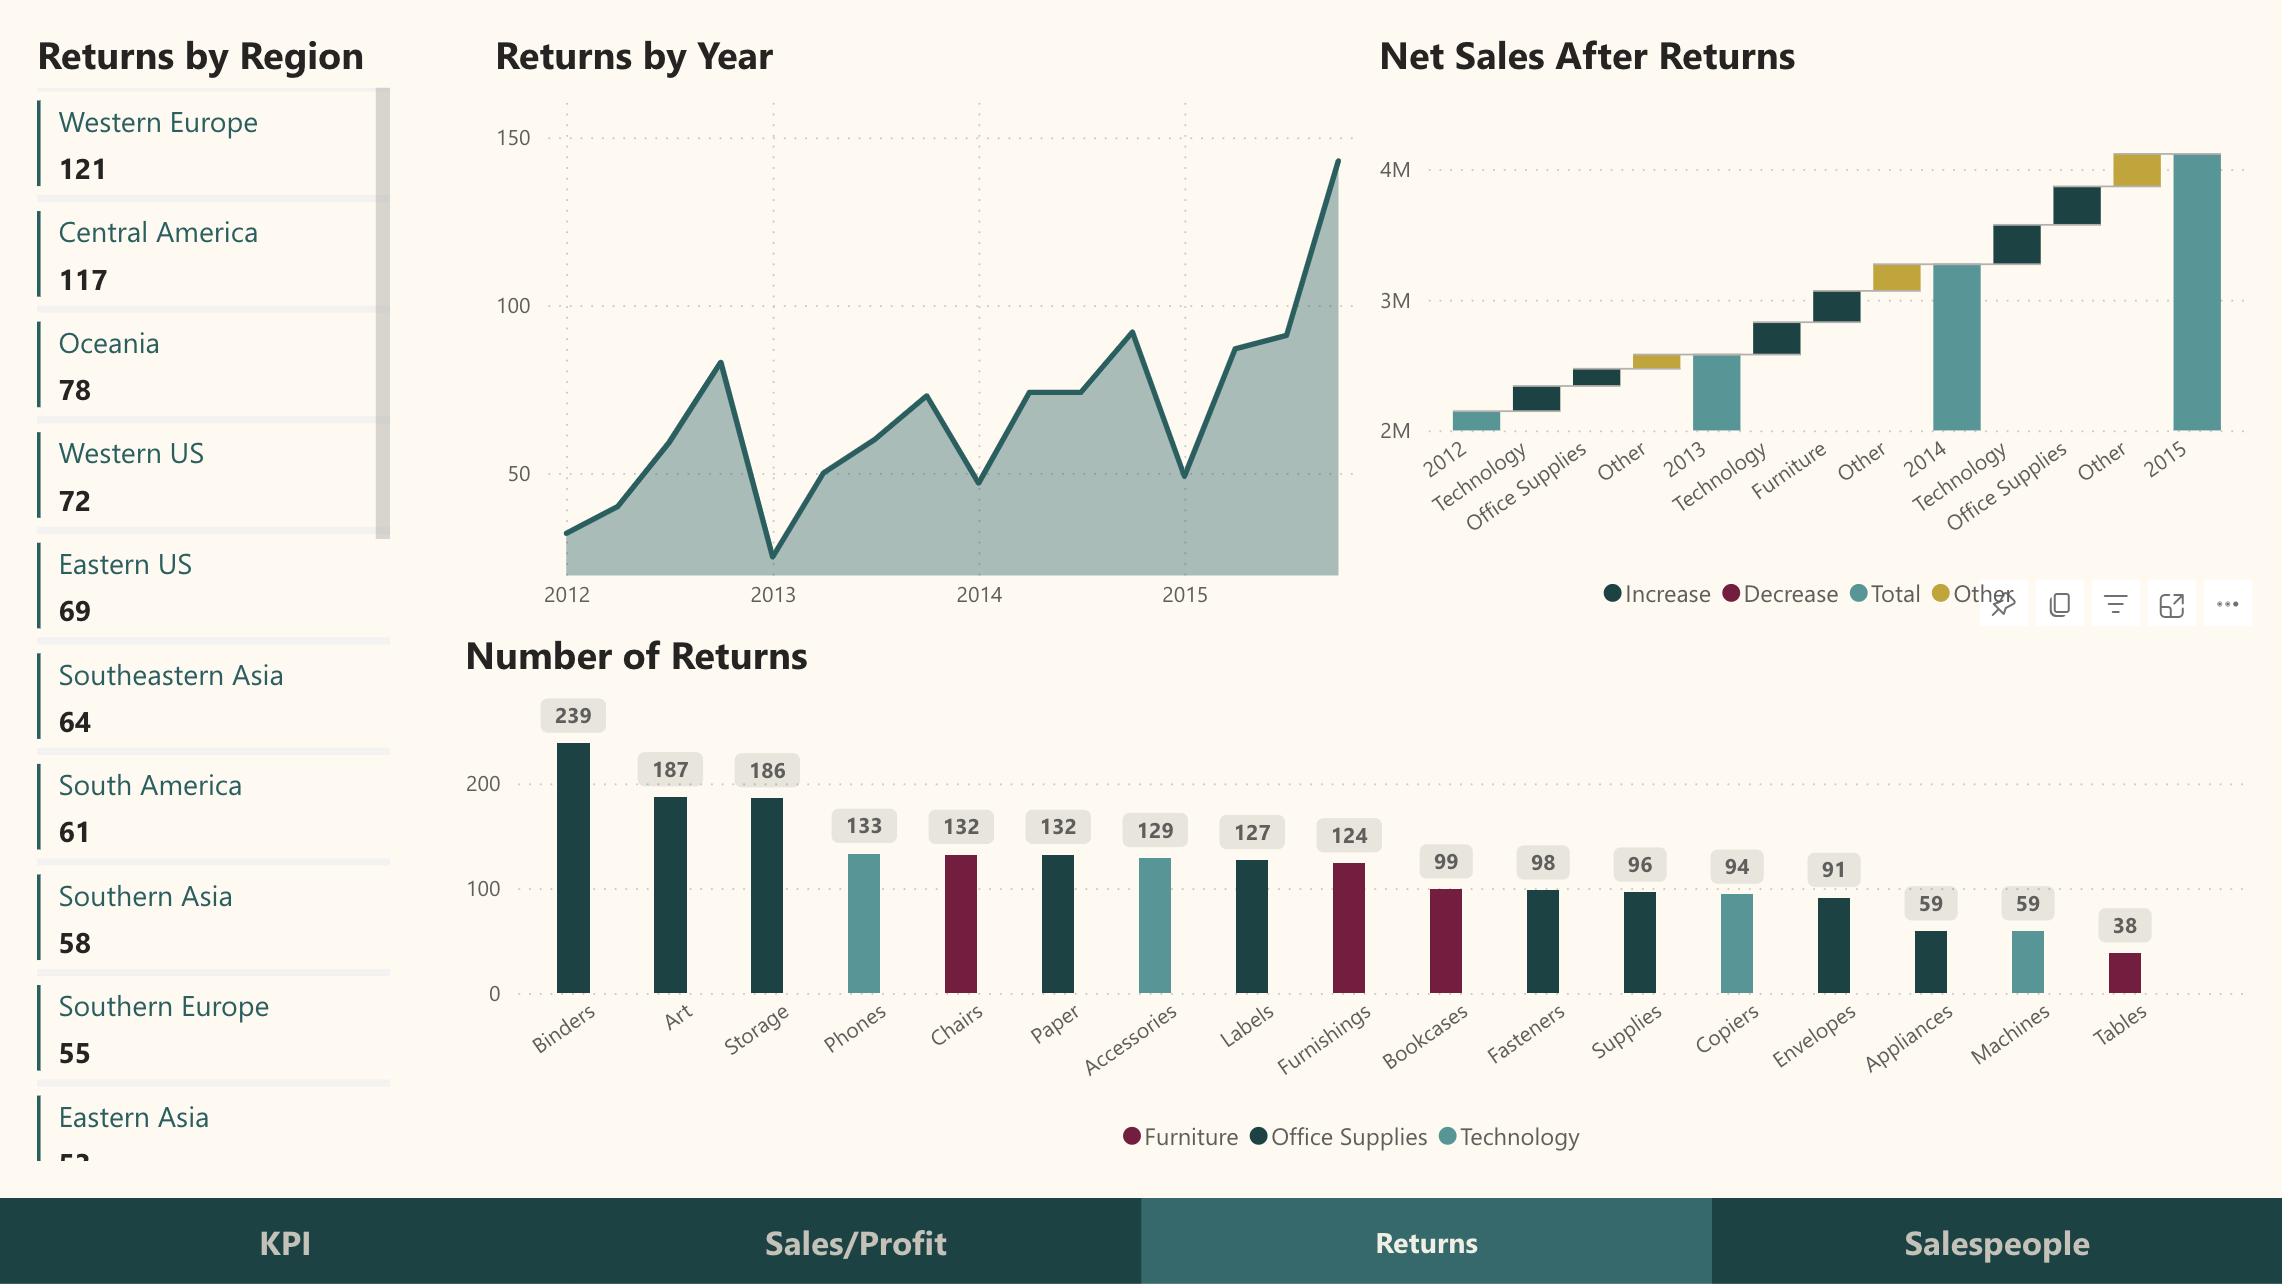 Returns by Region
Western Europe
121
Central America
117
Oceania
78
Western US
72
Eastern US
69
Southeastern Asia
64
South America
61
Southern Asia
58
Southern Europe
55
Eastern Asia
Returns by Year
150
100
50
2012 2013 2014 2015
Net Sales After Returns
4M
3M
2M
2012 Technology Office Supplies Other 2013 Technology Furniture Other 2014 Technology Office Supplies Other 2015
Increase Decrease Total Other
Number of Returns
200
100
0
239 187 186 133 132 132 129 127 124 99 98 96 94 91 59 59 38
Binders Art Storage Phones Chairs Paper Accessories Labels Furnishings Bookcases Fasteners Supplies Copiers Envelopes Appliances Machines Tables
Furniture Office Supplies Technology
KPI Sales/Profit Returns Salespeople